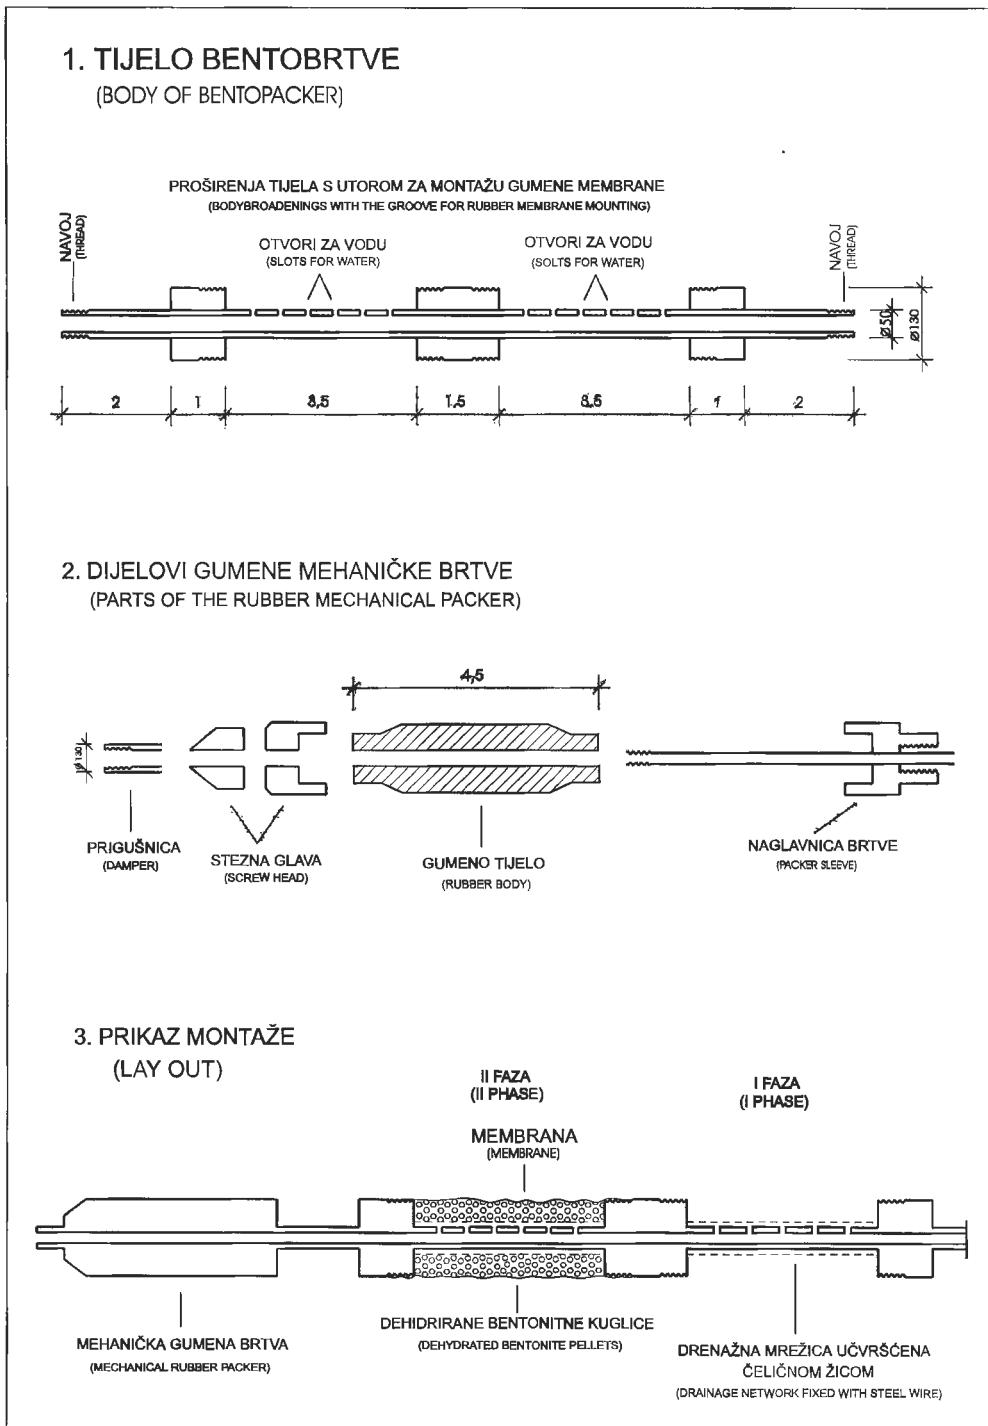 1. TIJELO BENTOBRTVE
(BODY OF BENTOPACKER)
PROŠIRENJA TIJELA S UTOROM ZA MONTAŽU GUMENE MEMBRANE
(BODYBROADENINGS WITH THE GROOVE FOR RUBBER MEMBRANE MOUNTING)
NAVOJ
(THREAD)
OTVORI ZA VODU
(SLOTS FOR WATER)
OTVORI ZA VODU
(SOLTS FOR WATER)
NAVOJ
(THREAD)
Ø50
Ø130
2 1 3,5 1,5 3,5 1 2
2. DIJELOVI GUMENE MEHANIČKE BRTVE
(PARTS OF THE RUBBER MECHANICAL PACKER)
4,5
Ø130
PRIGUŠNICA
(DAMPER)
STEZNA GLAVA
(SCREW HEAD)
GUMENO TIJELO
(RUBBER BODY)
NAGLAVNICA BRTVE
(PACKER SLEEVE)
3. PRIKAZ MONTAŽE
(LAY OUT)
II FAZA
(II PHASE)
I FAZA
(I PHASE)
MEMBRANA
(MEMBRANE)
MEHANIČKA GUMENA BRTVA
(MECHANICAL RUBBER PACKER)
DEHIDRIRANE BENTONITNE KUGLICE
(DEHYDRATED BENTONITE PELLETS)
DRENAŽNA MREŽICA UČVRŠĆENA
ČELIČNOM ŽICOM
(DRAINAGE NETWORK FIXED WITH STEEL WIRE)